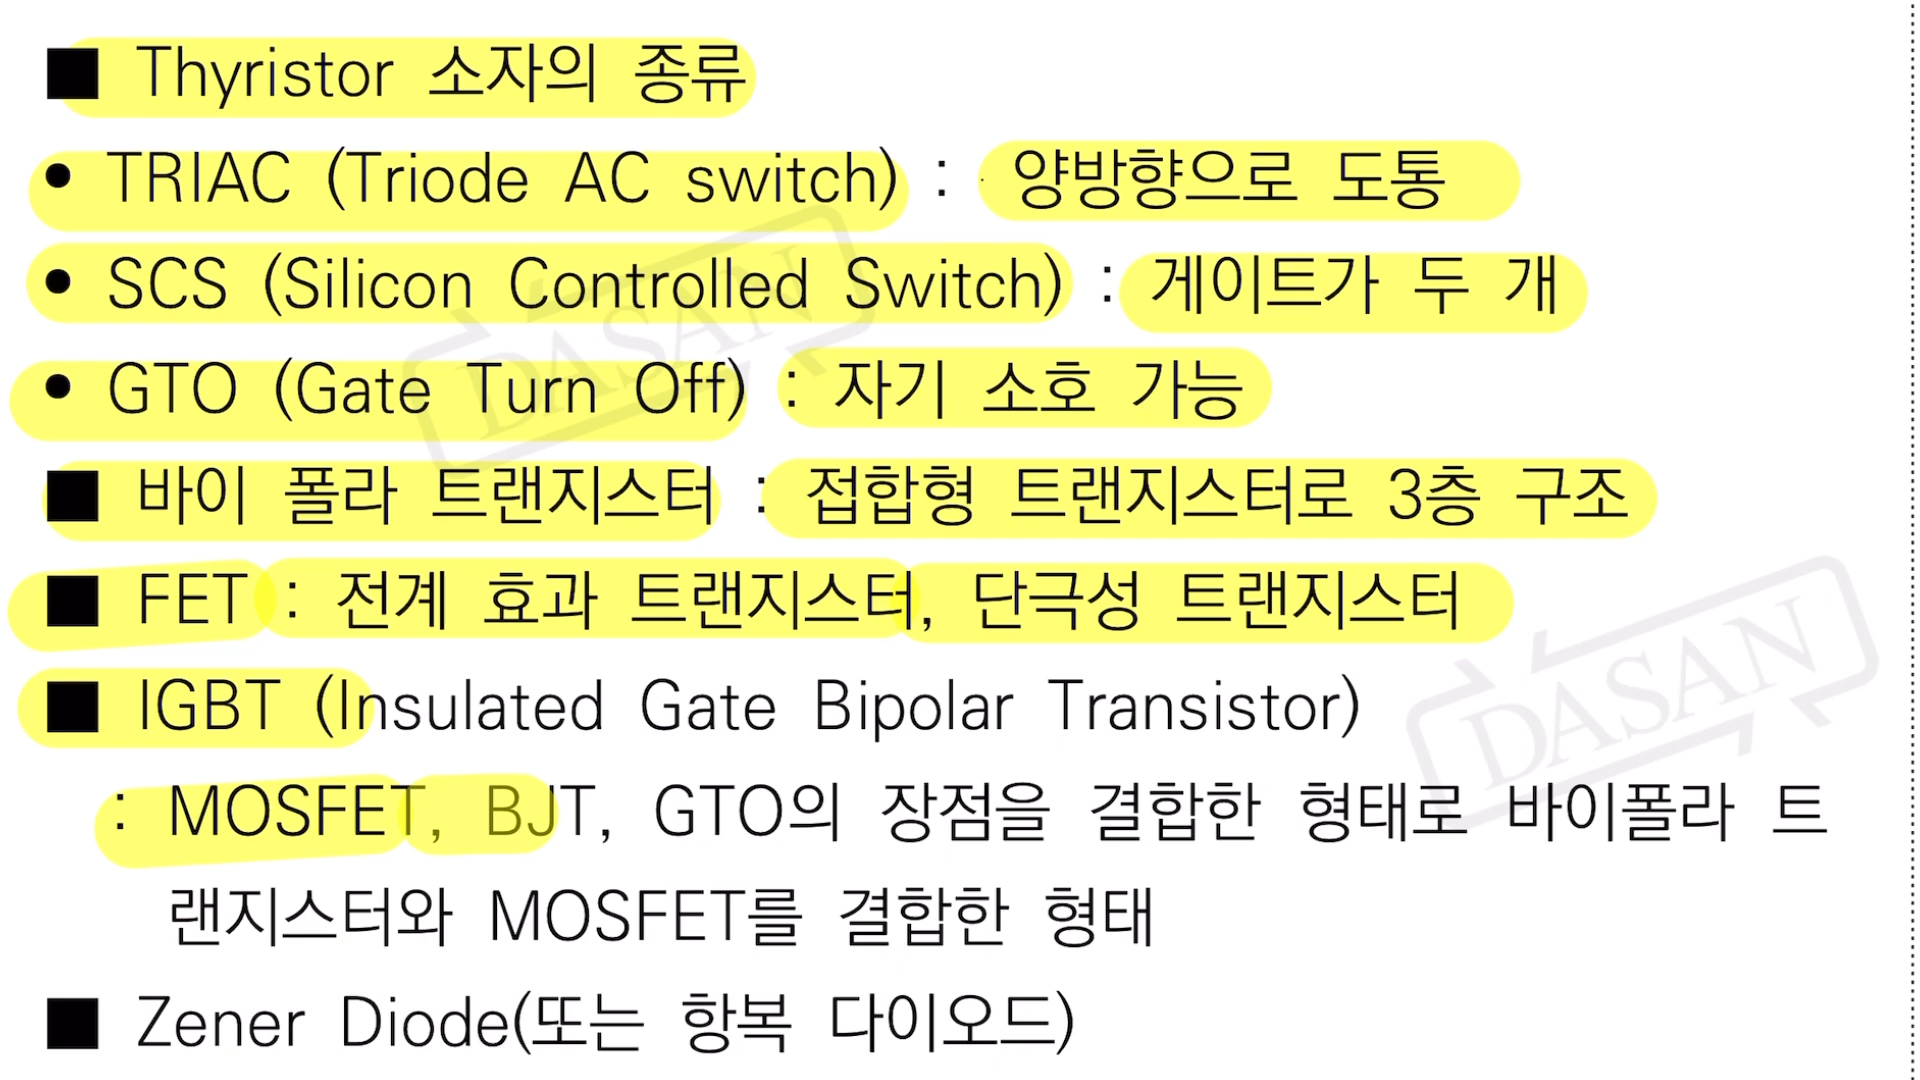 ■ Thyristor 소자의 종류
• TRIAC (Triode AC switch) : 양방향으로 도통
• SCS (Silicon Controlled Switch) : 게이트가 두 개
• GTO (Gate Turn Off) : 자기 소호 가능
■ 바이 폴라 트랜지스터 : 접합형 트랜지스터로 3층 구조
■ FET : 전계 효과 트랜지스터, 단극성 트랜지스터
■ IGBT (Insulated Gate Bipolar Transistor)
: MOSFET, BJT, GTO의 장점을 결합한 형태로 바이폴라 트
랜지스터와 MOSFET를 결합한 형태
■ Zener Diode(또는 항복 다이오드)
DASAN
DASAN